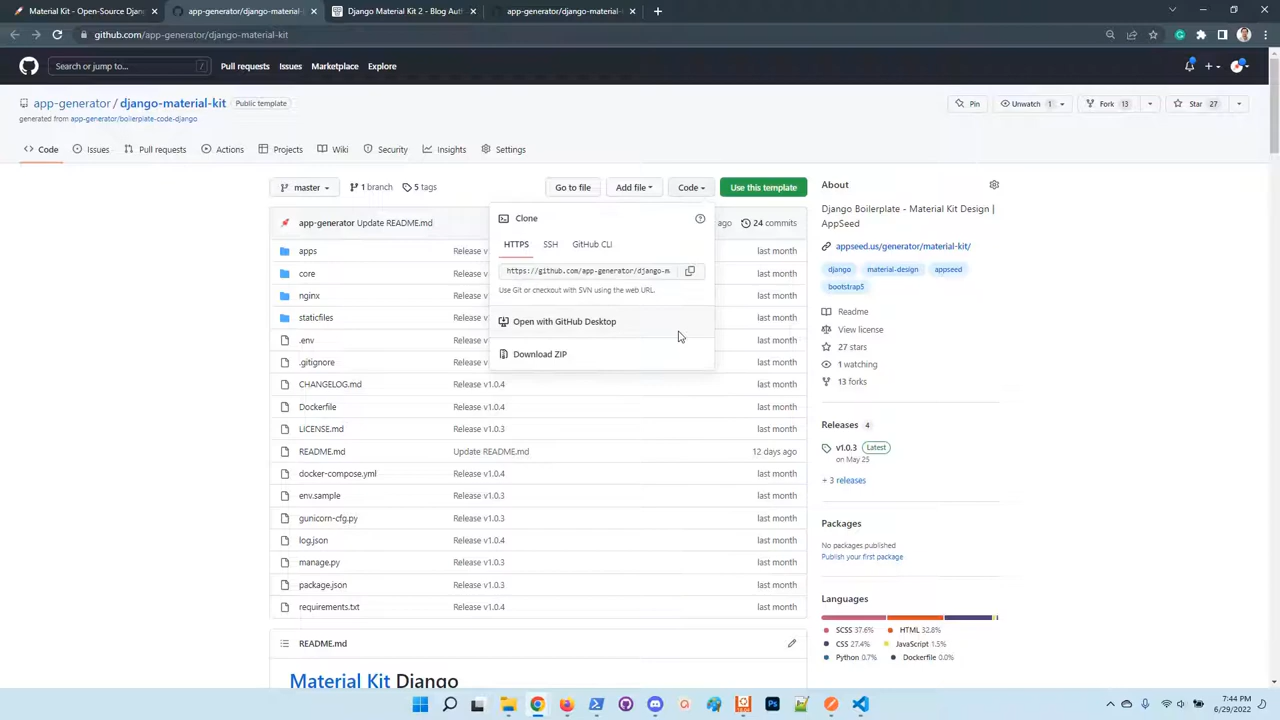 Material Kit - Open-Source Djan
app-generator/django-material-
Django Material Kit 2 - Blog Auth
app-generator/django-material-
github.com/app-generator/django-material-kit
Search or jump to...
/
Pull requests
Issues
Marketplace
Explore
app-generator / django-material-kit
Public template
Pin
Unwatch 1
Fork 13
Star 27
generated from app-generator/boilerplate-code-django
Code
Issues
Pull requests
Actions
Projects
Wiki
Security
Insights
Settings
master
1 branch
5 tags
Go to file
Add file
Code
Use this template
app-generator Update README.md
ago
24 commits
apps Release v last month
core Release v last month
nginx Release v last month
staticfiles Release v last month
.env Release v last month
.gitignore Release v last month
CHANGELOG.md Release v1.0.4 last month
Dockerfile Release v1.0.4 last month
LICENSE.md Release v1.0.3 last month
README.md Update README.md 12 days ago
docker-compose.yml Release v1.0.4 last month
env.sample Release v1.0.3 last month
gunicorn-cfg.py Release v1.0.3 last month
log.json Release v1.0.4 last month
manage.py Release v1.0.3 last month
package.json Release v1.0.3 last month
requirements.txt Release v1.0.4 last month
Clone
HTTPS
SSH
GitHub CLI
https://github.com/app-generator/django-m
Use Git or checkout with SVN using the web URL.
Open with GitHub Desktop
Download ZIP
README.md
Material Kit Django
About
Django Boilerplate - Material Kit Design |
AppSeed
appseed.us/generator/material-kit/
django
material-design
appseed
bootstrap5
Readme
View license
27 stars
1 watching
13 forks
Releases 4
v1.0.3 Latest
on May 25
+ 3 releases
Packages
No packages published
Publish your first package
Languages
SCSS 37.6%
HTML 32.8%
CSS 27.4%
JavaScript 1.5%
Python 0.7%
Dockerfile 0.0%
7:44 PM
6/29/2022